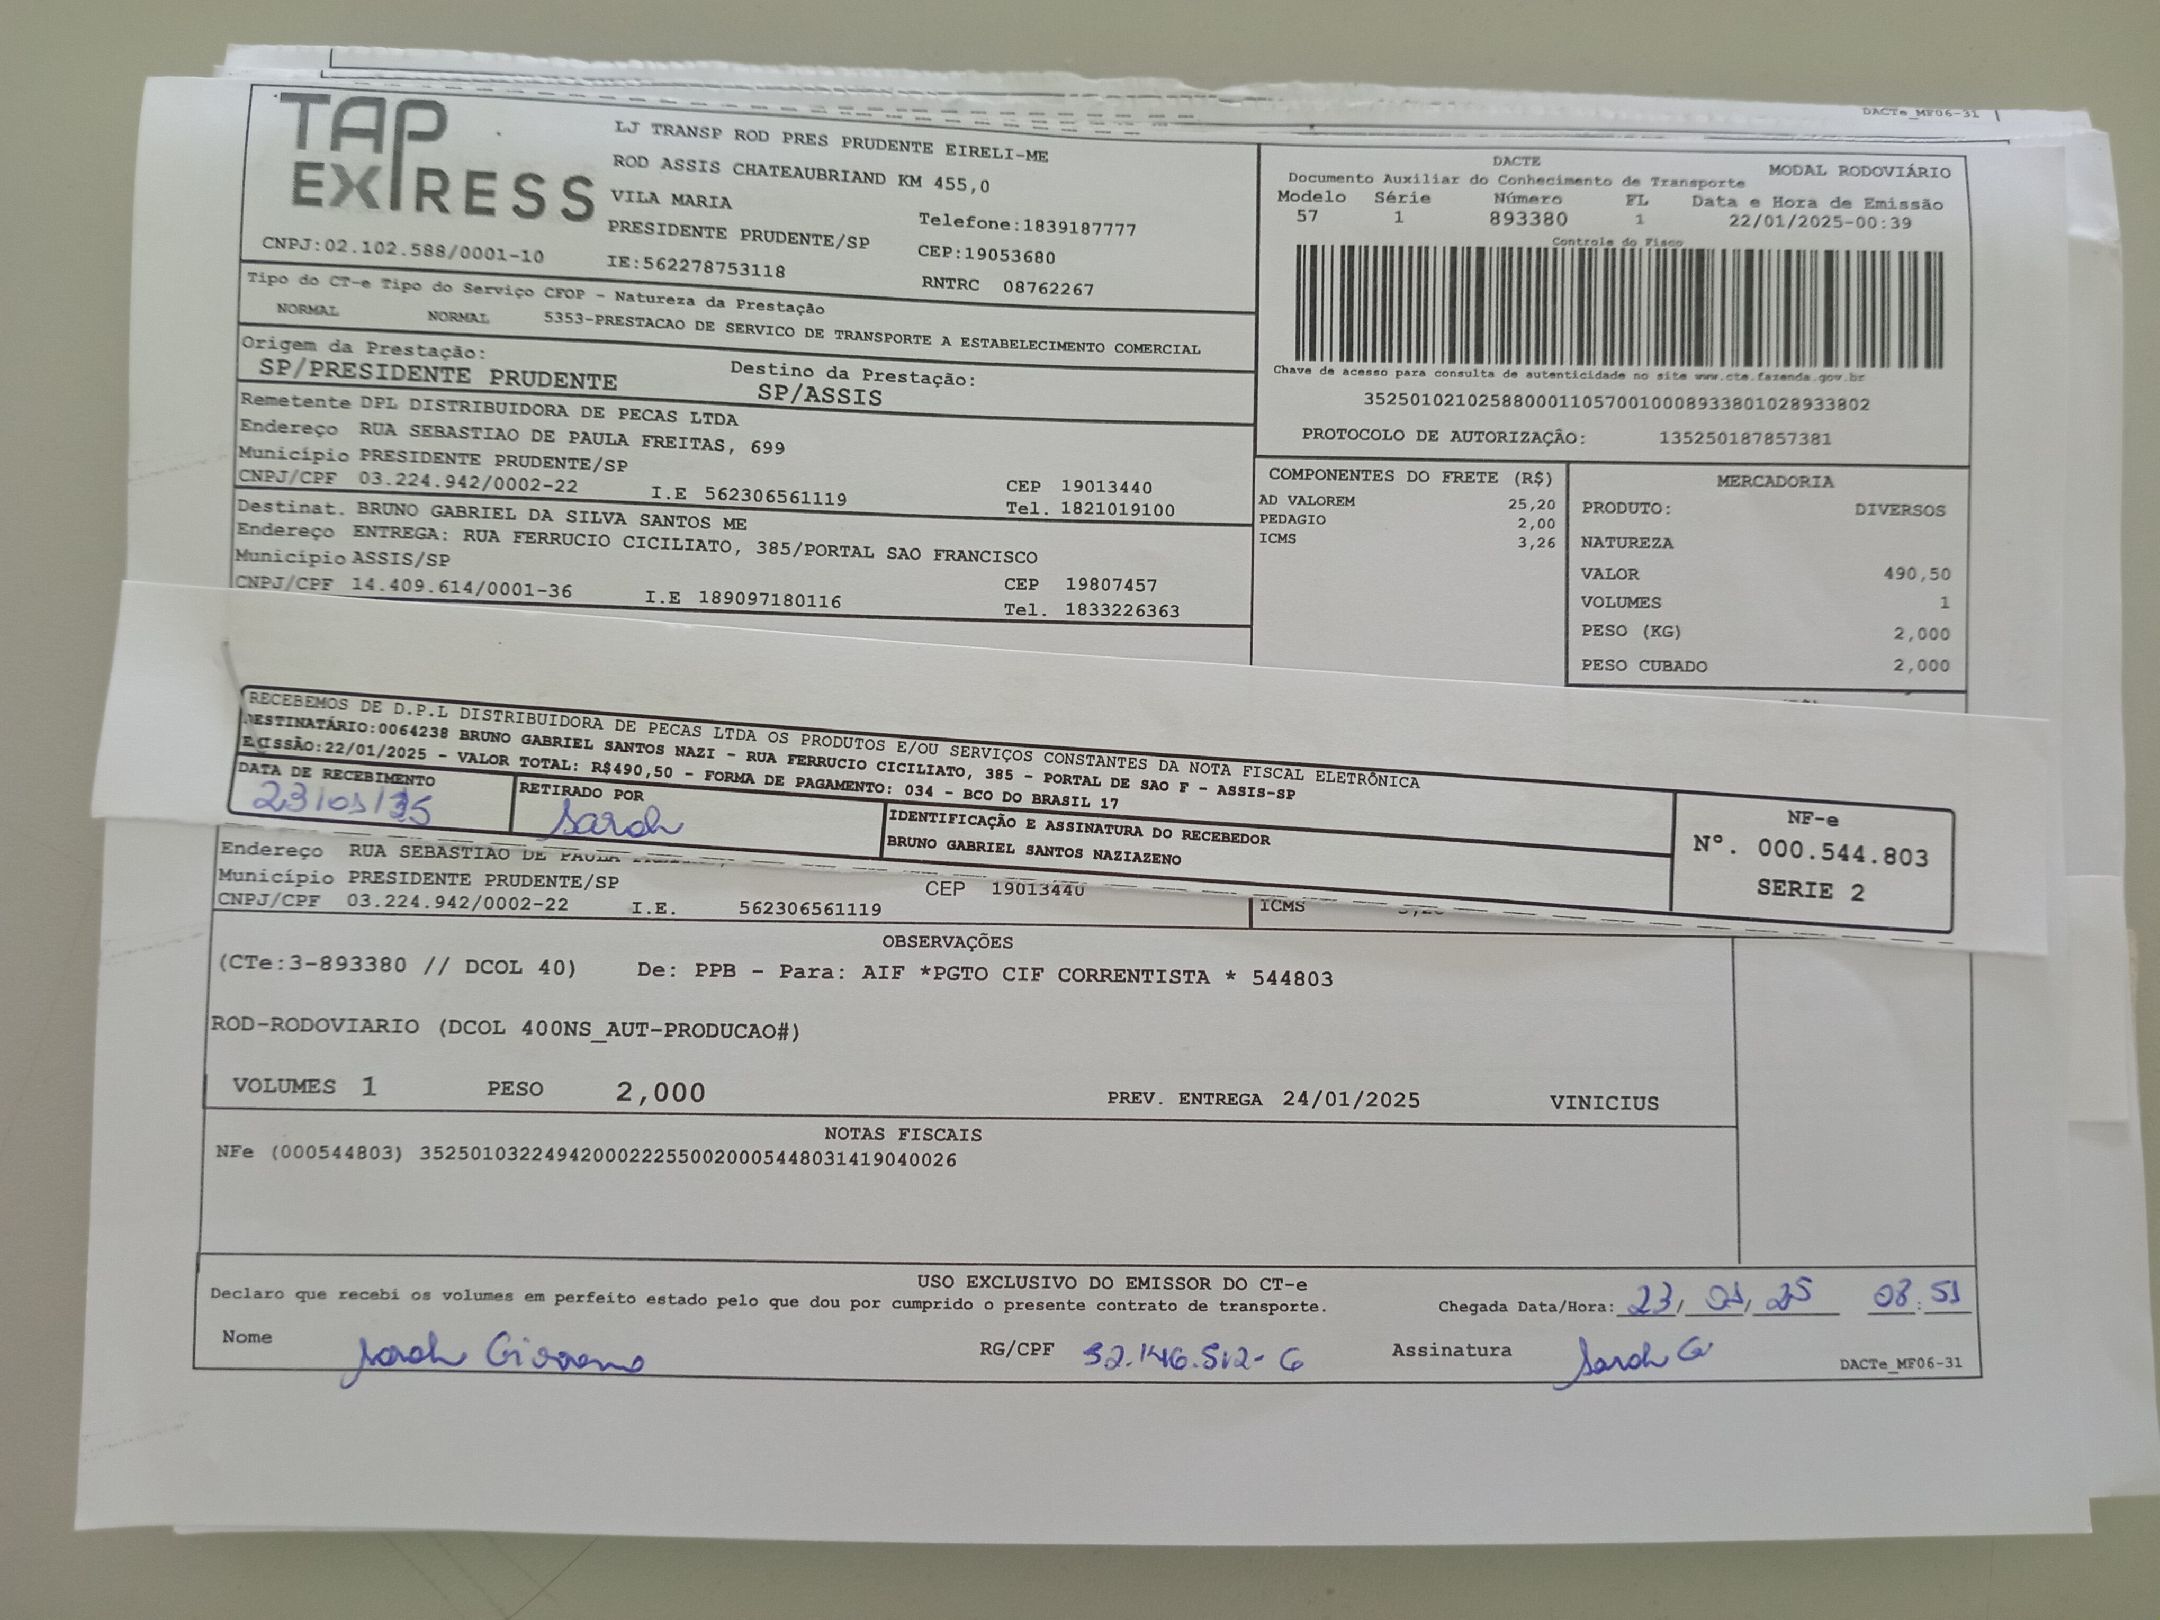 DACTe_MF06-31
TAP EXPRESS
LJ TRANSP ROD PRES PRUDENTE EIRELI-ME
ROD ASSIS CHATEAUBRIAND KM 455,0
VILA MARIA
PRESIDENTE PRUDENTE/SP
Telefone:1839187777
CEP:19053680
CNPJ:02.102.588/0001-10
IE:562278753118
RNTRC 08762267
DACTE
MODAL RODOVIÁRIO
Documento Auxiliar do Conhecimento de Transporte
Modelo Série Número FL Data e Hora de Emissão
57 1 893380 1 22/01/2025-00:39
Controle do Fisco
Chave de acesso para consulta de autenticidade no site www.cte.fazenda.gov.br
35250102102588000110570010008933801028933802
PROTOCOLO DE AUTORIZAÇÃO: 135250187857381
Tipo do CT-e Tipo do Serviço CFOP - Natureza da Prestação
NORMAL NORMAL 5353-PRESTACAO DE SERVICO DE TRANSPORTE A ESTABELECIMENTO COMERCIAL
Origem da Prestação:
SP/PRESIDENTE PRUDENTE
Destino da Prestação:
SP/ASSIS
Remetente DPL DISTRIBUIDORA DE PECAS LTDA
Endereço RUA SEBASTIAO DE PAULA FREITAS, 699
Município PRESIDENTE PRUDENTE/SP
CEP 19013440
CNPJ/CPF 03.224.942/0002-22 I.E 562306561119 Tel. 1821019100
Destinat. BRUNO GABRIEL DA SILVA SANTOS ME
Endereço ENTREGA: RUA FERRUCIO CICILIATO, 385/PORTAL SAO FRANCISCO
Município ASSIS/SP
CEP 19807457
CNPJ/CPF 14.409.614/0001-36 I.E 189097180116 Tel. 1833226363
COMPONENTES DO FRETE (R$)
AD VALOREM 25,20
PEDAGIO 2,00
ICMS 3,26
MERCADORIA
PRODUTO: DIVERSOS
NATUREZA
VALOR 490,50
VOLUMES 1
PESO (KG) 2,000
PESO CUBADO 2,000
RECEBEMOS DE D.P.L DISTRIBUIDORA DE PECAS LTDA OS PRODUTOS E/OU SERVIÇOS CONSTANTES DA NOTA FISCAL ELETRÔNICA
DESTINATÁRIO:0064238 BRUNO GABRIEL SANTOS NAZI - RUA FERRUCIO CICILIATO, 385 - PORTAL DE SAO F - ASSIS-SP
EMISSÃO:22/01/2025 - VALOR TOTAL: R$490,50 - FORMA DE PAGAMENTO: 034 - BCO DO BRASIL 17
DATA DE RECEBIMENTO
23/01/25
RETIRADO POR
Sarah
IDENTIFICAÇÃO E ASSINATURA DO RECEBEDOR
BRUNO GABRIEL SANTOS NAZIAZENO
NF-e
Nº. 000.544.803
SERIE 2
Endereço RUA SEBASTIAO DE PAULA
Município PRESIDENTE PRUDENTE/SP
CEP 19013440
CNPJ/CPF 03.224.942/0002-22 I.E. 562306561119
ICMS
OBSERVAÇÕES
(CTe:3-893380 // DCOL 40) De: PPB - Para: AIF *PGTO CIF CORRENTISTA * 544803
ROD-RODOVIARIO (DCOL 400NS_AUT-PRODUCAO#)
VOLUMES 1 PESO 2,000 PREV. ENTREGA 24/01/2025 VINICIUS
NOTAS FISCAIS
NFe (000544803) 35250103224942000222550020005448031419040026
USO EXCLUSIVO DO EMISSOR DO CT-e
Declaro que recebi os volumes em perfeito estado pelo que dou por cumprido o presente contrato de transporte.
Chegada Data/Hora: 23/01/25 08:51
Nome Sarah
RG/CPF 52.146.512-6
Assinatura Sarah G
DACTe_MF06-31